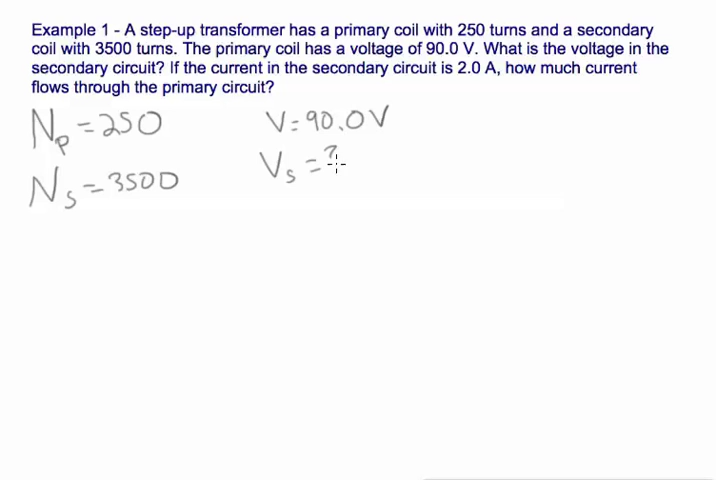 Example 1 - A step-up transformer has a primary coil with 250 turns and a secondary
coil with 3500 turns. The primary coil has a voltage of 90.0 V. What is the voltage in the
secondary circuit? If the current in the secondary circuit is 2.0 A, how much current
flows through the primary circuit?
Np = 250 V = 90.0V
Ns = 3500 Vs = ?